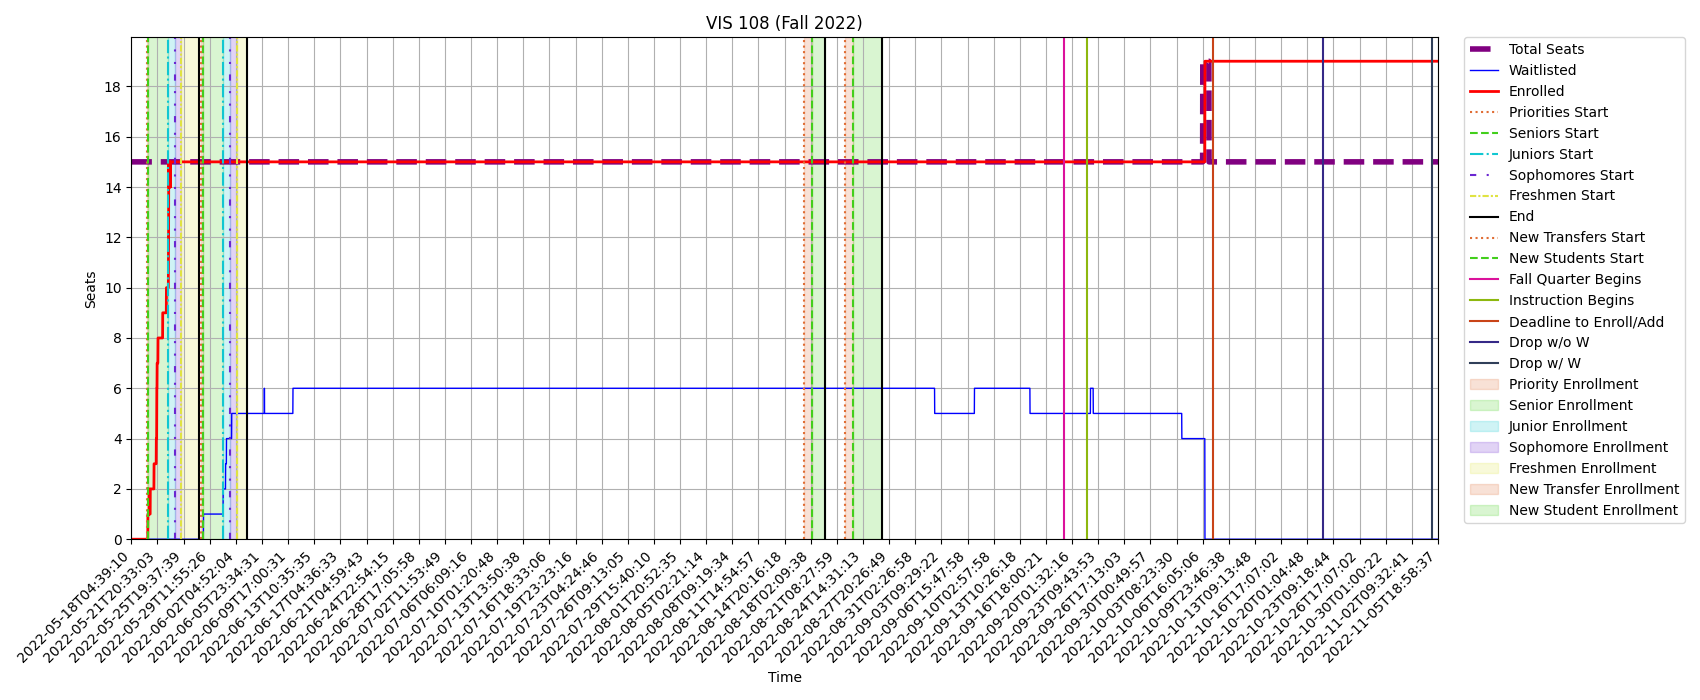 VIS 108 (Fall 2022)
Seats
18
16
14
12
10
8
6
4
2
0
2022-05-18T04:39:10
2022-05-21T20:33:03
2022-05-25T19:37:39
2022-05-29T11:55:26
2022-06-02T04:52:04
2022-06-05T23:34:31
2022-06-09T17:00:31
2022-06-13T10:35:35
2022-06-17T04:36:33
2022-06-21T04:59:43
2022-06-24T22:54:15
2022-06-28T17:05:58
2022-07-02T11:53:49
2022-07-06T06:09:16
2022-07-10T01:20:48
2022-07-13T13:50:38
2022-07-16T18:33:06
2022-07-19T23:23:16
2022-07-23T04:24:46
2022-07-26T09:13:05
2022-07-29T15:40:10
2022-08-01T20:52:35
2022-08-05T02:21:14
2022-08-08T09:19:34
2022-08-11T14:54:57
2022-08-14T20:16:18
2022-08-18T02:09:38
2022-08-21T08:27:59
2022-08-24T14:31:13
2022-08-27T20:26:49
2022-08-31T02:26:58
2022-09-03T09:29:22
2022-09-06T15:47:58
2022-09-10T02:57:58
2022-09-13T10:26:18
2022-09-16T18:00:21
2022-09-20T01:32:16
2022-09-23T09:43:53
2022-09-26T17:13:03
2022-09-30T00:49:57
2022-10-03T08:23:30
2022-10-06T16:05:06
2022-10-09T23:46:38
2022-10-13T09:13:48
2022-10-16T17:07:02
2022-10-20T01:04:48
2022-10-23T09:18:44
2022-10-26T17:07:02
2022-10-30T01:00:22
2022-11-02T09:32:41
2022-11-05T18:58:37
Time
Total Seats
Waitlisted
Enrolled
Priorities Start
Seniors Start
Juniors Start
Sophomores Start
Freshmen Start
End
New Transfers Start
New Students Start
Fall Quarter Begins
Instruction Begins
Deadline to Enroll/Add
Drop w/o W
Drop w/ W
Priority Enrollment
Senior Enrollment
Junior Enrollment
Sophomore Enrollment
Freshmen Enrollment
New Transfer Enrollment
New Student Enrollment